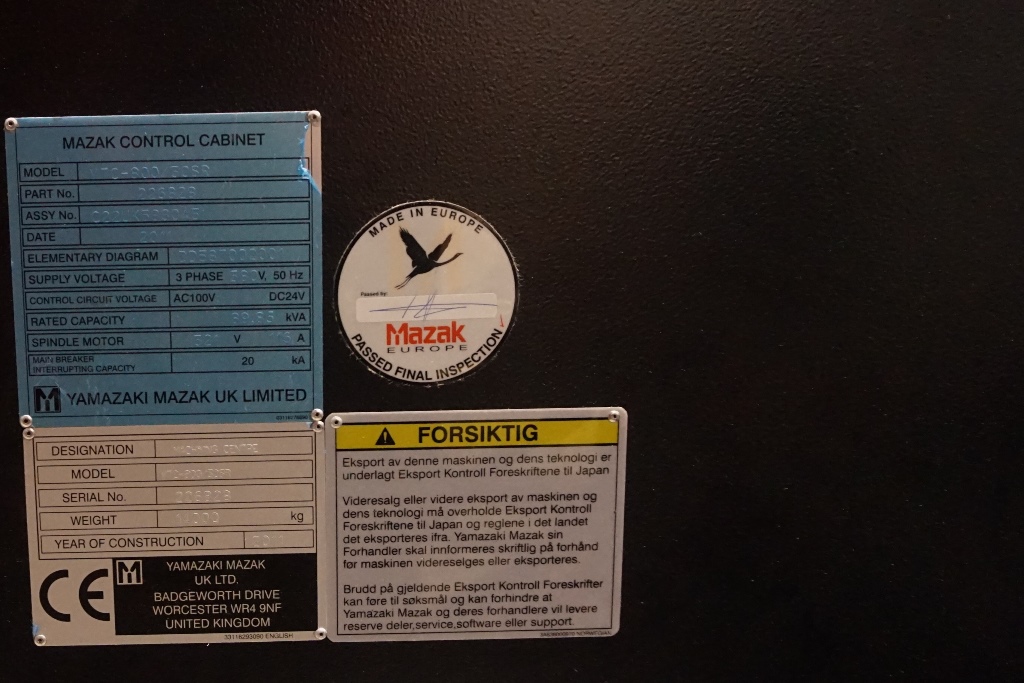 MAZAK CONTROL CABINET
MODEL
PART No.
ASSY No.
DATE
ELEMENTARY DIAGRAM
SUPPLY VOLTAGE 3 PHASE V, 50 Hz
CONTROL CIRCUIT VOLTAGE AC100V DC24V
RATED CAPACITY kVA
SPINDLE MOTOR V A
MAIN BREAKER
INTERRUPTING CAPACITY 20 kA
YAMAZAKI MAZAK UK LIMITED
DESIGNATION MACHINING CENTRE
MODEL
SERIAL No.
WEIGHT kg
YEAR OF CONSTRUCTION
CE
YAMAZAKI MAZAK
UK LTD.
BADGEWORTH DRIVE
WORCESTER WR4 9NF
UNITED KINGDOM
33116293090 ENGLISH
MADE IN EUROPE
Passed by:
Mazak
EUROPE
PASSED FINAL INSPECTION
FORSIKTIG
Eksport av denne maskinen og dens teknologi er
underlagt Eksport Kontroll Foreskriftene til Japan
Videresalg eller videre eksport av maskinen og
dens teknologi må overholde Eksport Kontroll
Foreskriftene til Japan og reglene i det landet
det eksporteres ifra. Yamazaki Mazak sin
Forhandler skal innformeres skriftlig på forhånd
før maskinen videreselges eller eksporteres.
Brudd på gjeldende Eksport Kontroll Foreskrifter
kan føre til søksmål og kan forhindre at
Yamazaki Mazak og deres forhandlere vil levere
reserve deler,service,software eller support.